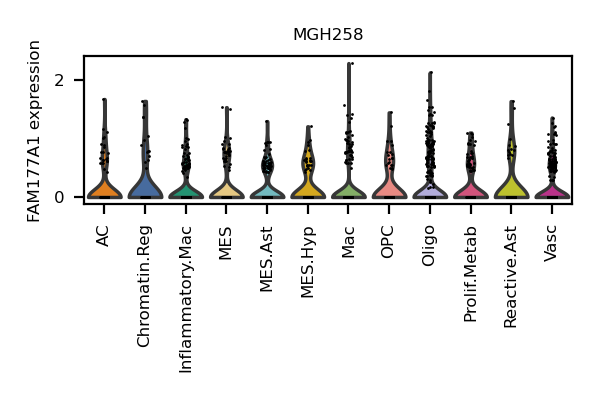 MGH258
FAM177A1 expression
2
0
AC
Chromatin.Reg
Inflammatory.Mac
MES
MES.Ast
MES.Hyp
Mac
OPC
Oligo
Prolif.Metab
Reactive.Ast
Vasc